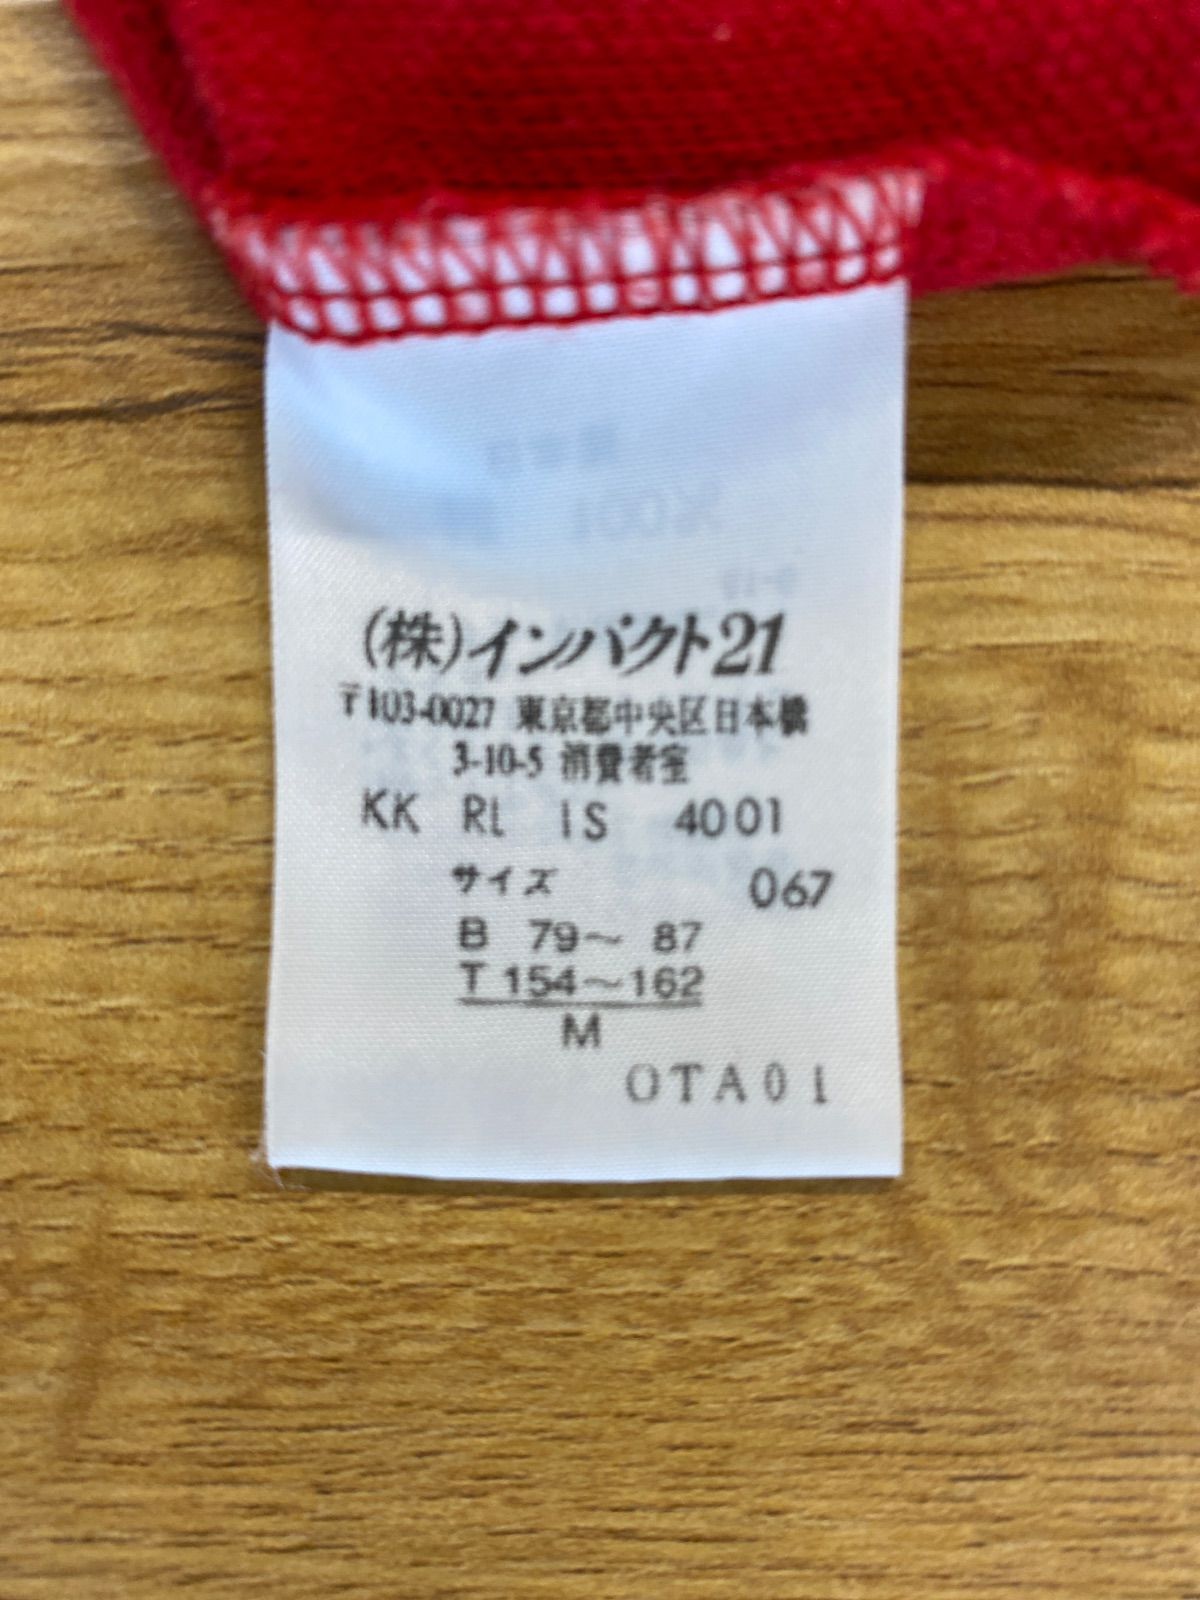 (株)インパクト21
〒103-0027 東京都中央区日本橋
3-10-5 消費者室
KK RL IS 4001
サイズ 067
B 79～ 87
T 154～162
M
OTA01